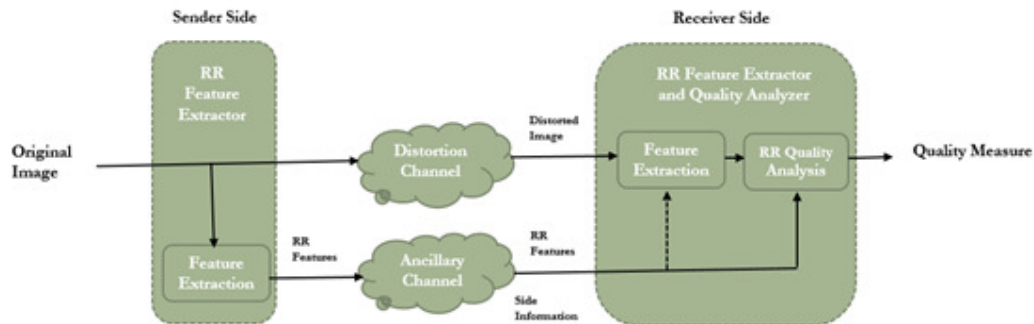 Sender Side
Receiver Side
RR
Feature
Extractor
RR Feature Extractor
and Quality Analyzer
Original
Image
Distortion
Channel
Distorted
Image
Feature
Extraction
RR Quality
Analysis
Quality Measure
Feature
Extraction
RR
Features
Ancillary
Channel
RR
Features
Side
Information